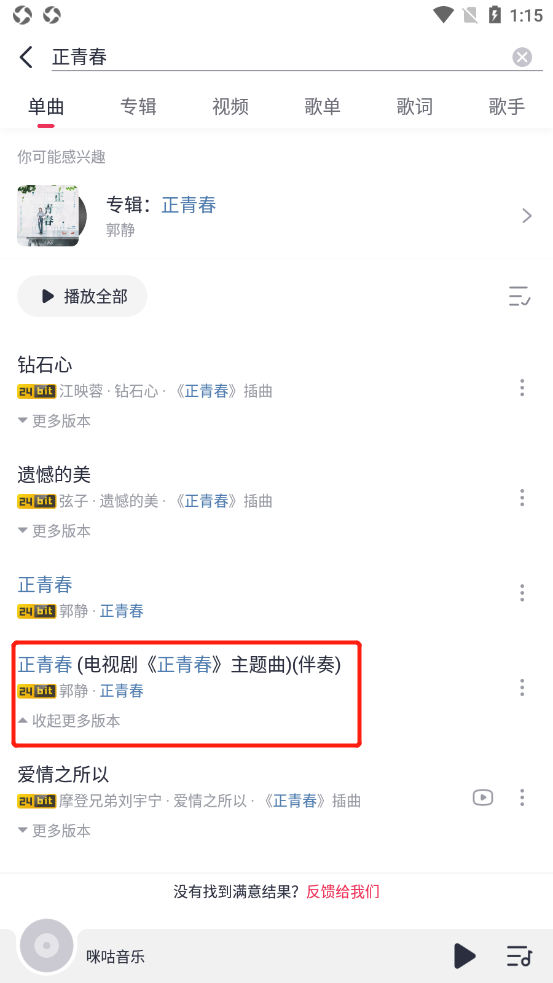 1:15
正青春
单曲 专辑 视频 歌单 歌词 歌手
你可能感兴趣
正青春
专辑：正青春
郭静
播放全部
钻石心
24bit 江映蓉 · 钻石心 · 《正青春》插曲
更多版本
遗憾的美
24bit 弦子 · 遗憾的美 · 《正青春》插曲
更多版本
正青春
24bit 郭静 · 正青春
正青春 (电视剧《正青春》主题曲)(伴奏)
24bit 郭静 · 正青春
收起更多版本
爱情之所以
24bit 摩登兄弟刘宇宁 · 爱情之所以 · 《正青春》插曲
更多版本
没有找到满意结果？反馈给我们
咪咕音乐